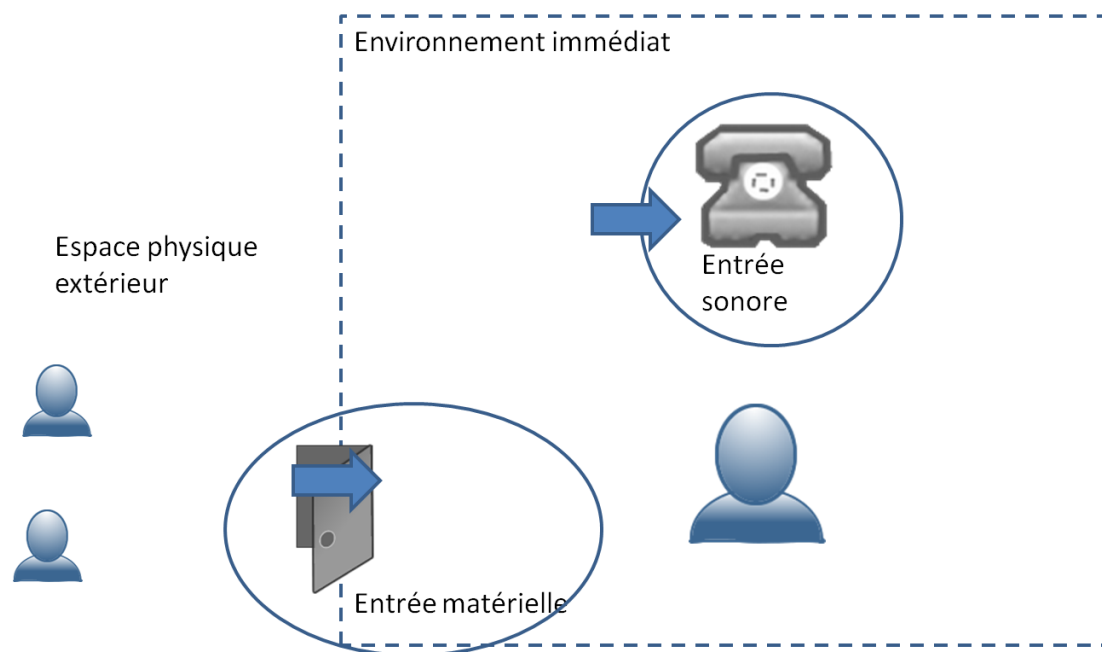 Environnement immédiat
Entrée
sonore
Espace physique
extérieur
Entrée matérielle